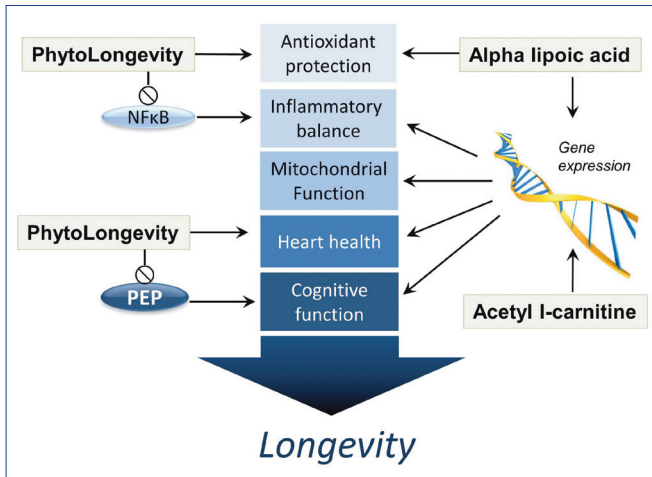 PhytoLongevity
Antioxidant
protection
Alpha lipoic acid
NFκB
Inflammatory
balance
Gene
expression
Mitochondrial
Function
PhytoLongevity
Heart health
PEP
Cognitive
function
Acetyl l-carnitine
Longevity